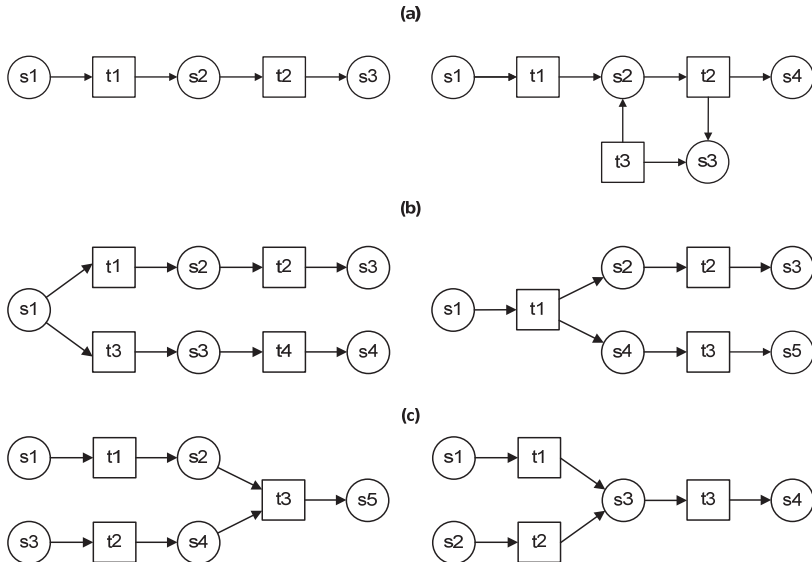 (a)
s1 t1 s2 t2 s3
s1 t1 s2 t2 s4
t3 s3
(b)
t1 s2 t2 s3
s1
t3 s3 t4 s4
s2 t2 s3
s1 t1
s4 t3 s5
(c)
s1 t1 s2
t3 s5
s3 t2 s4
s1 t1
s3 t3 s4
s2 t2